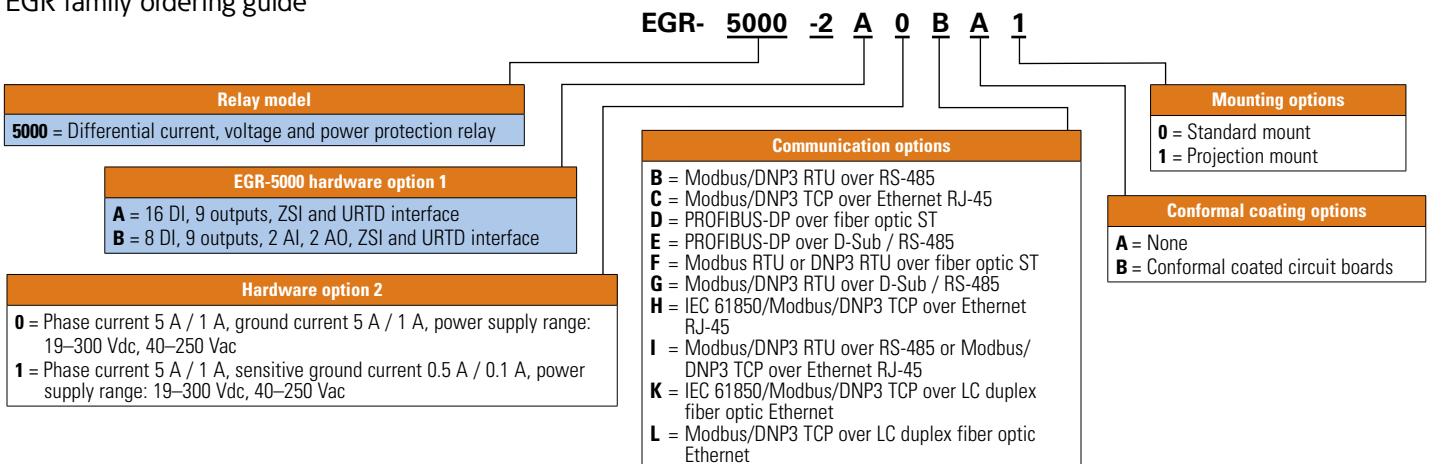 EGR family ordering guide
EGR- 5000 -2 A 0 B A 1
Relay model
5000 = Differential current, voltage and power protection relay
EGR-5000 hardware option 1
A = 16 DI, 9 outputs, ZSI and URTD interface
B = 8 DI, 9 outputs, 2 AI, 2 AO, ZSI and URTD interface
Hardware option 2
0 = Phase current 5 A / 1 A, ground current 5 A / 1 A, power supply range:
19–300 Vdc, 40–250 Vac
1 = Phase current 5 A / 1 A, sensitive ground current 0.5 A / 0.1 A, power
supply range: 19–300 Vdc, 40–250 Vac
Communication options
B = Modbus/DNP3 RTU over RS-485
C = Modbus/DNP3 TCP over Ethernet RJ-45
D = PROFIBUS-DP over fiber optic ST
E = PROFIBUS-DP over D-Sub / RS-485
F = Modbus RTU or DNP3 RTU over fiber optic ST
G = Modbus/DNP3 RTU over D-Sub / RS-485
H = IEC 61850/Modbus/DNP3 TCP over Ethernet
RJ-45
I = Modbus/DNP3 RTU over RS-485 or Modbus/
DNP3 TCP over Ethernet RJ-45
K = IEC 61850/Modbus/DNP3 TCP over LC duplex
fiber optic Ethernet
L = Modbus/DNP3 TCP over LC duplex fiber optic
Ethernet
Mounting options
0 = Standard mount
1 = Projection mount
Conformal coating options
A = None
B = Conformal coated circuit boards